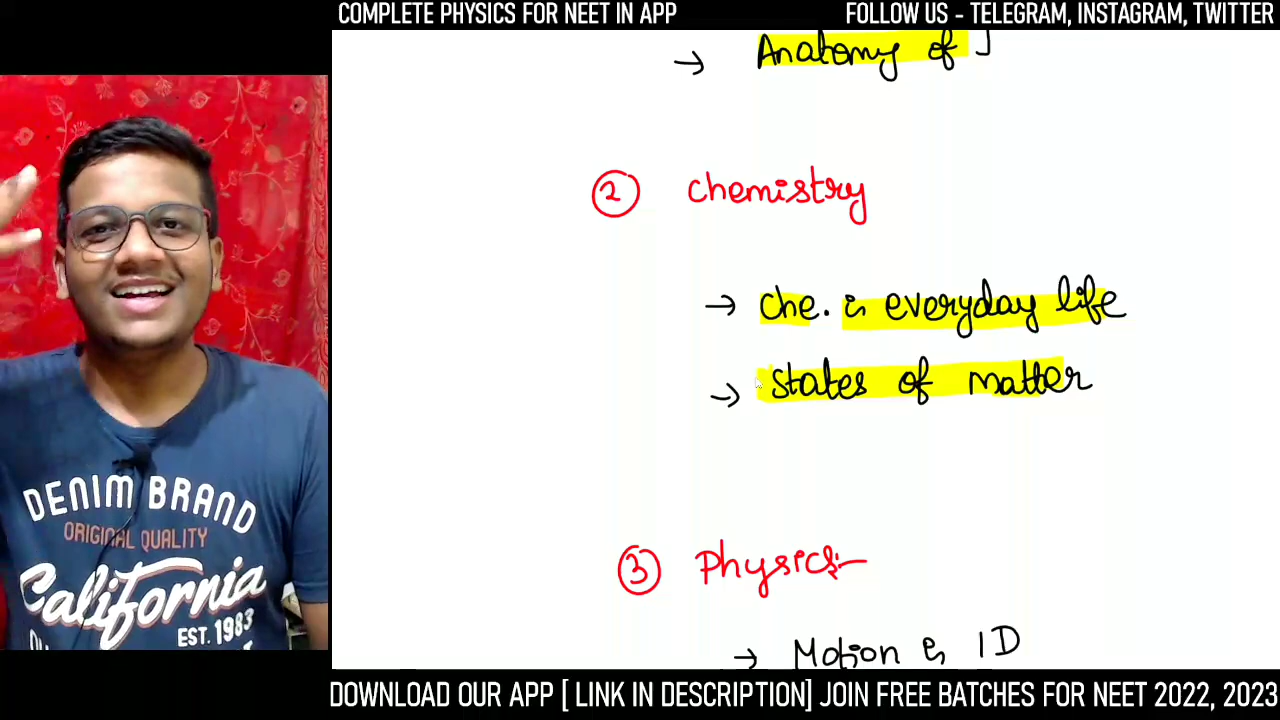 COMPLETE PHYSICS FOR NEET IN APP
FOLLOW US - TELEGRAM, INSTAGRAM, TWITTER
→ Anatomy of
② Chemistry
→ Che. in everyday life
→ States of matter
③ Physics:-
→ Motion in 1D
DENIM BRAND
ORIGINAL QUALITY
California
EST. 1983
DOWNLOAD OUR APP [ LINK IN DESCRIPTION] JOIN FREE BATCHES FOR NEET 2022, 2023